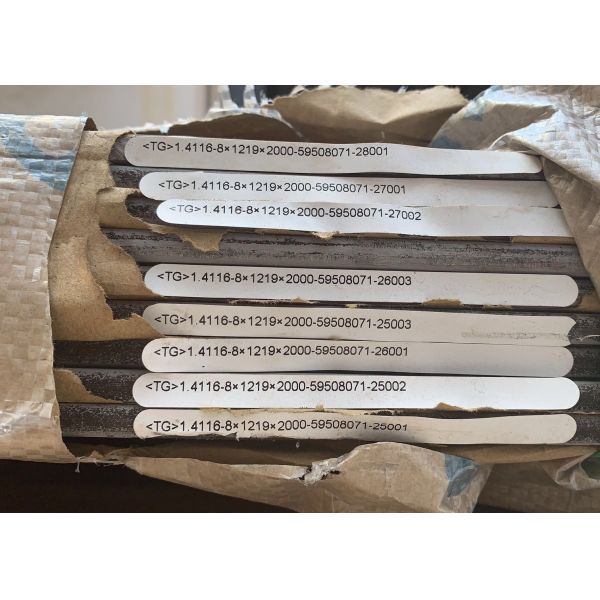 <TG>1.4116-8×1219×2000-59508071-28001
<TG>1.4116-8×1219×2000-59508071-27001
<TG>1.4116-8×1219×2000-59508071-27002
<TG>1.4116-8×1219×2000-59508071-26003
<TG>1.4116-8×1219×2000-59508071-25003
<TG>1.4116-8×1219×2000-59508071-26001
<TG>1.4116-8×1219×2000-59508071-25002
<TG>1.4116-8×1219×2000-59508071-25001